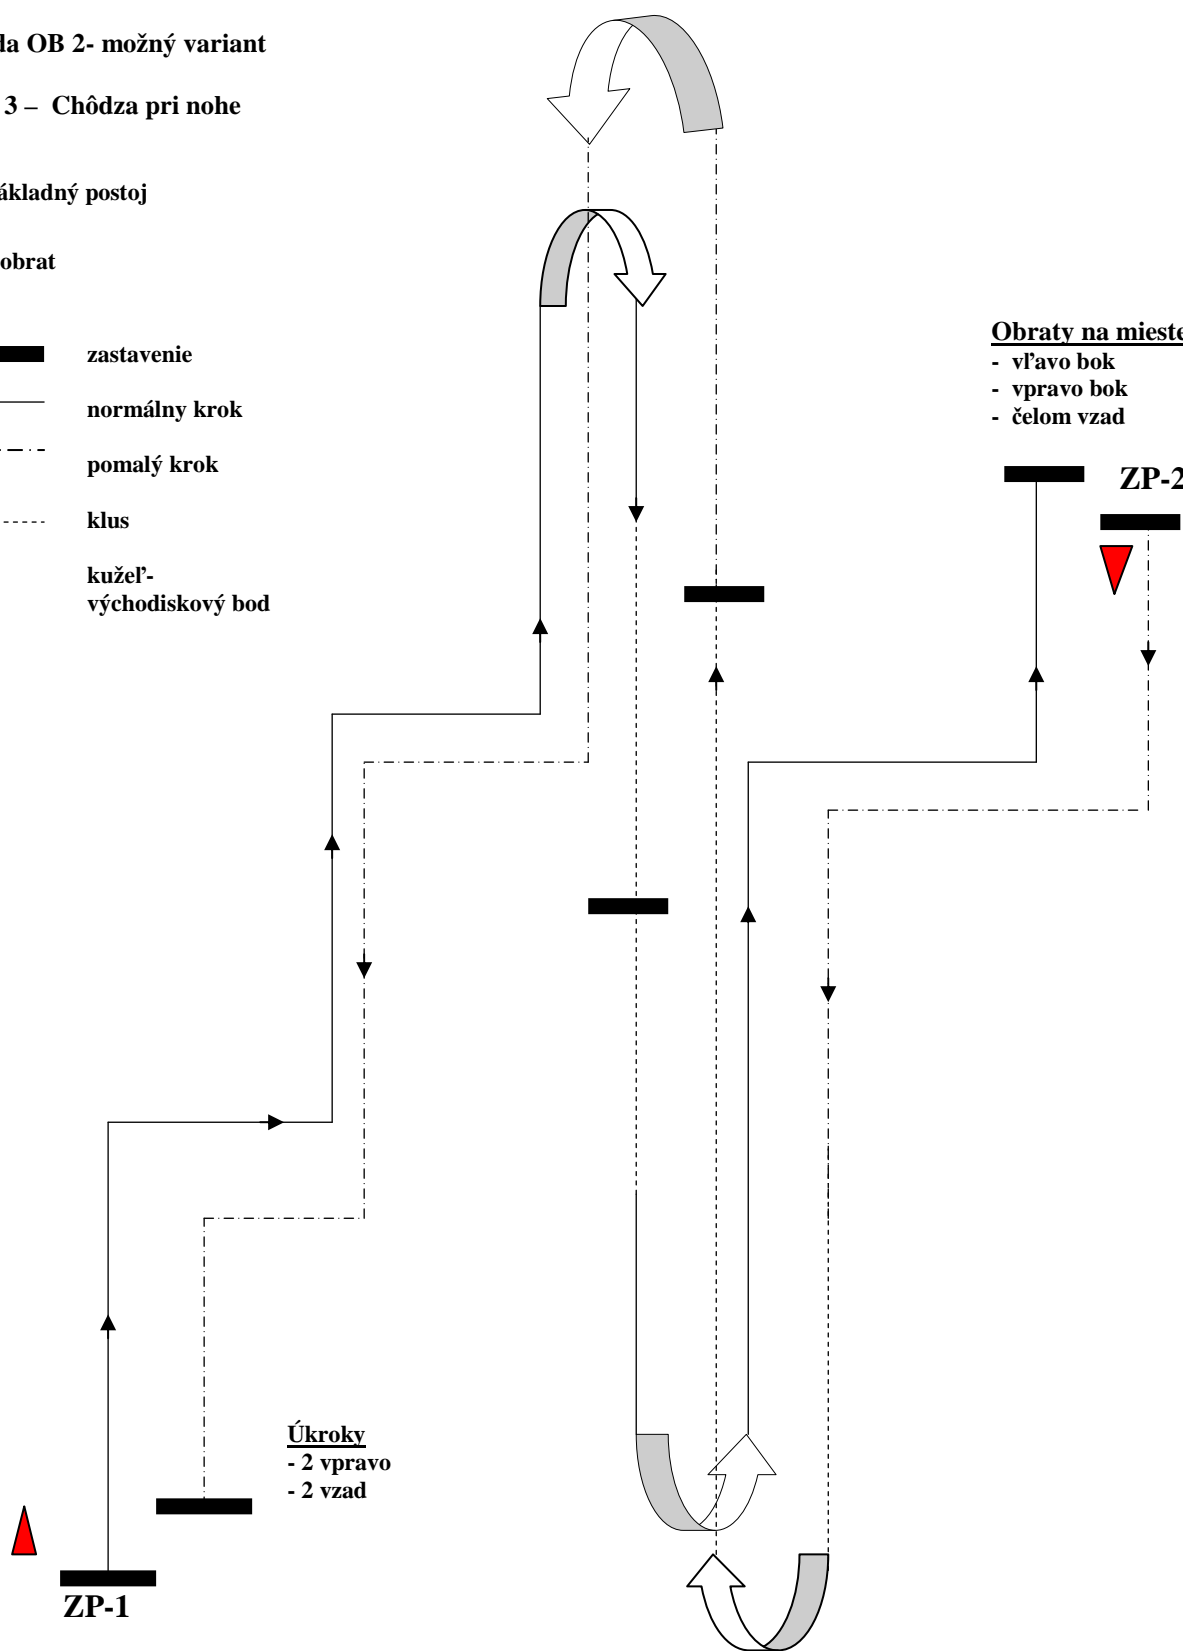 da OB 2- možný variant
3 – Chôdza pri nohe
ákladný postoj
obrat
zastavenie
normálny krok
pomalý krok
klus
kužeľ-
východiskový bod
Obraty na mieste
- vľavo bok
- vpravo bok
- čelom vzad
ZP-2
Úkroky
- 2 vpravo
- 2 vzad
ZP-1